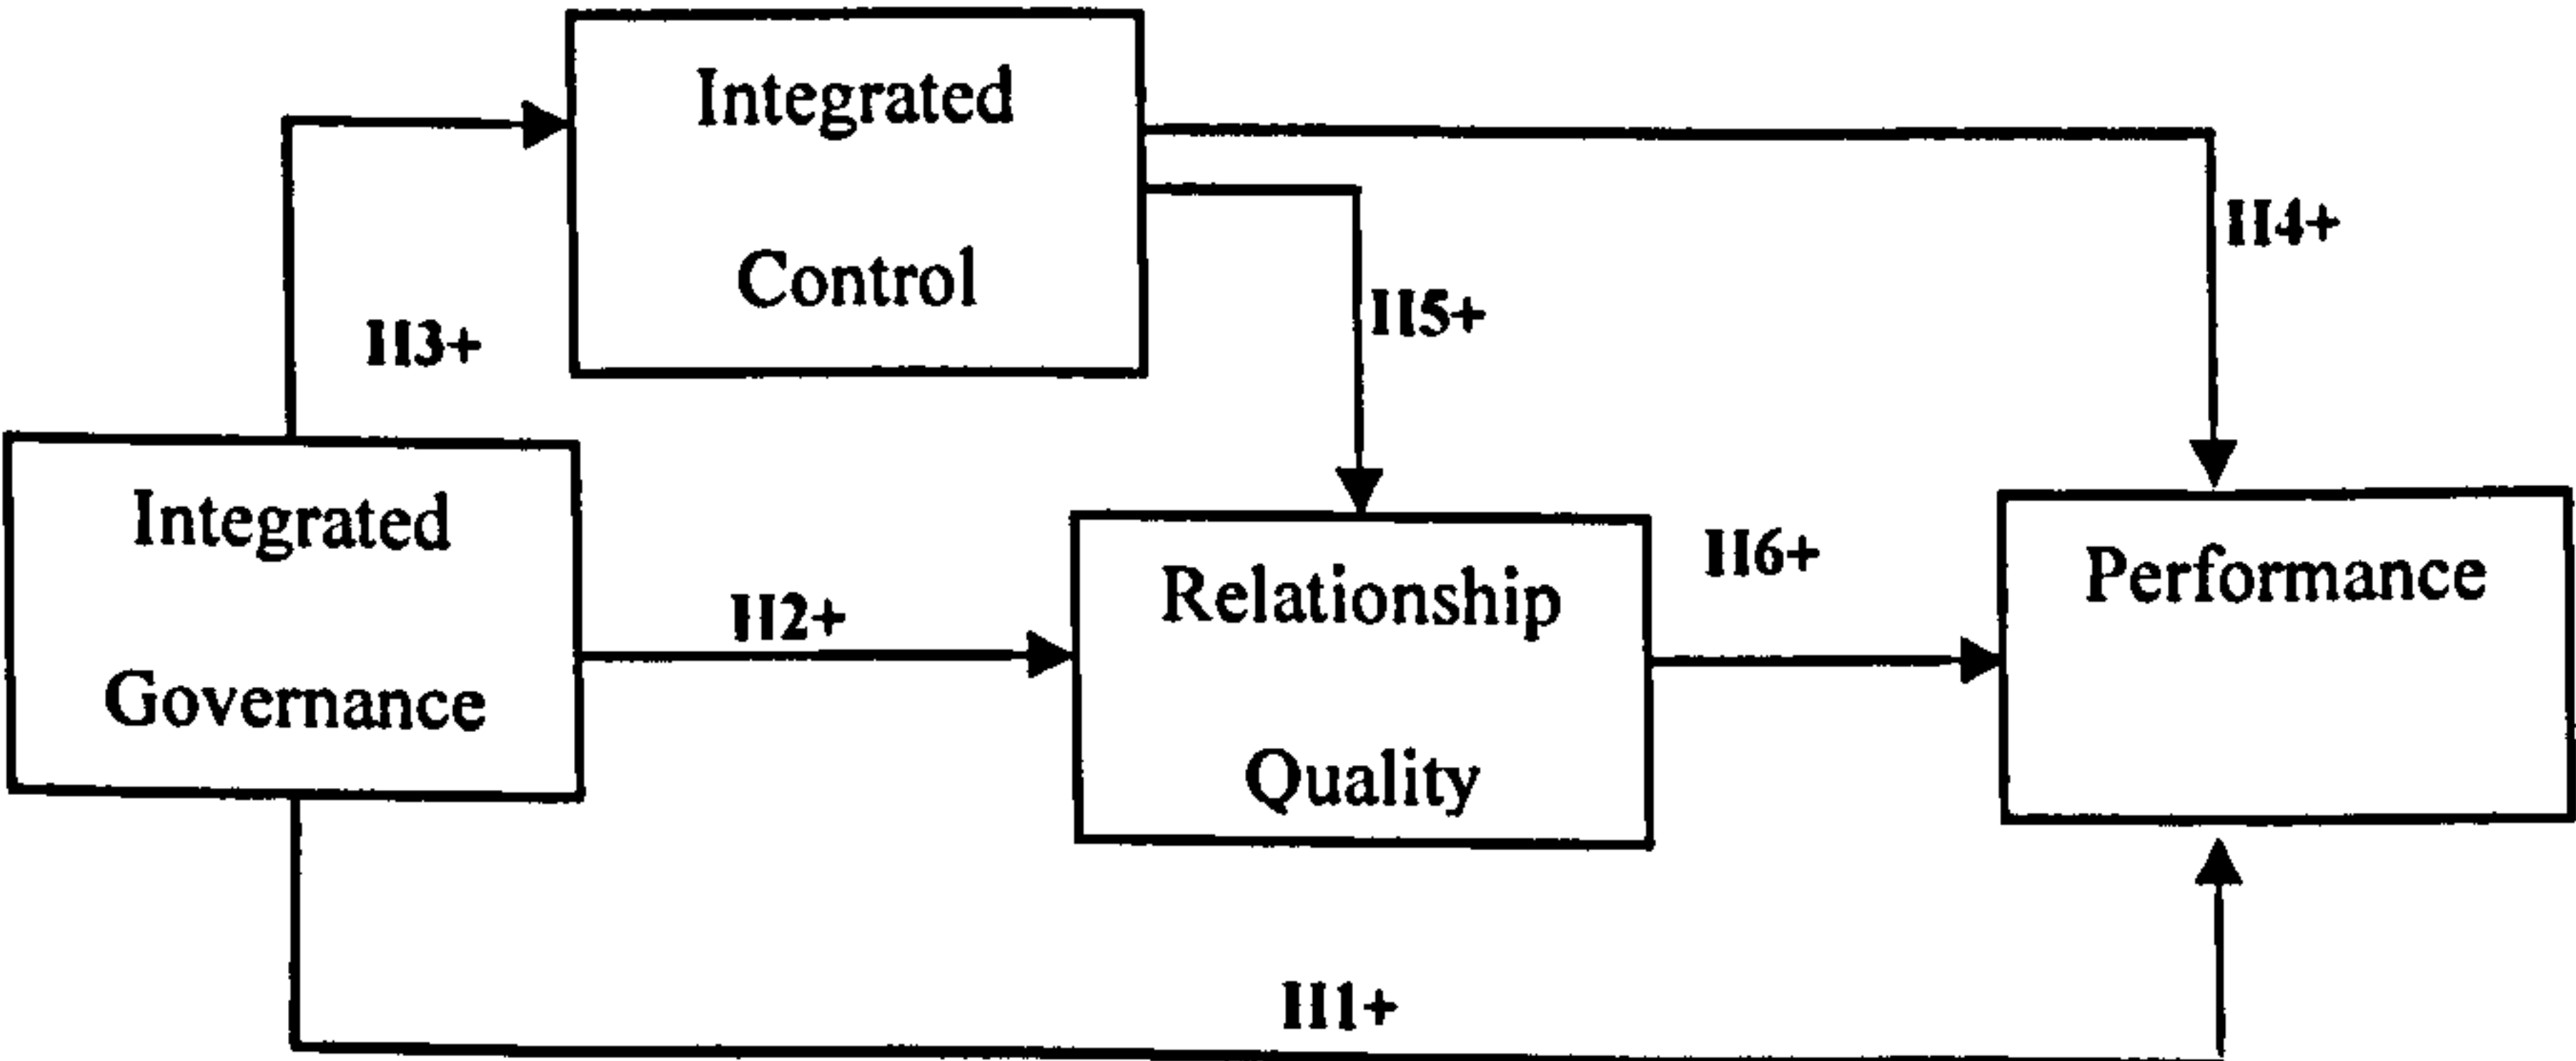 Integrated
Control
H4+
H5+
H3+
Integrated
Governance
H2+
Relationship
Quality
H6+
Performance
H1+